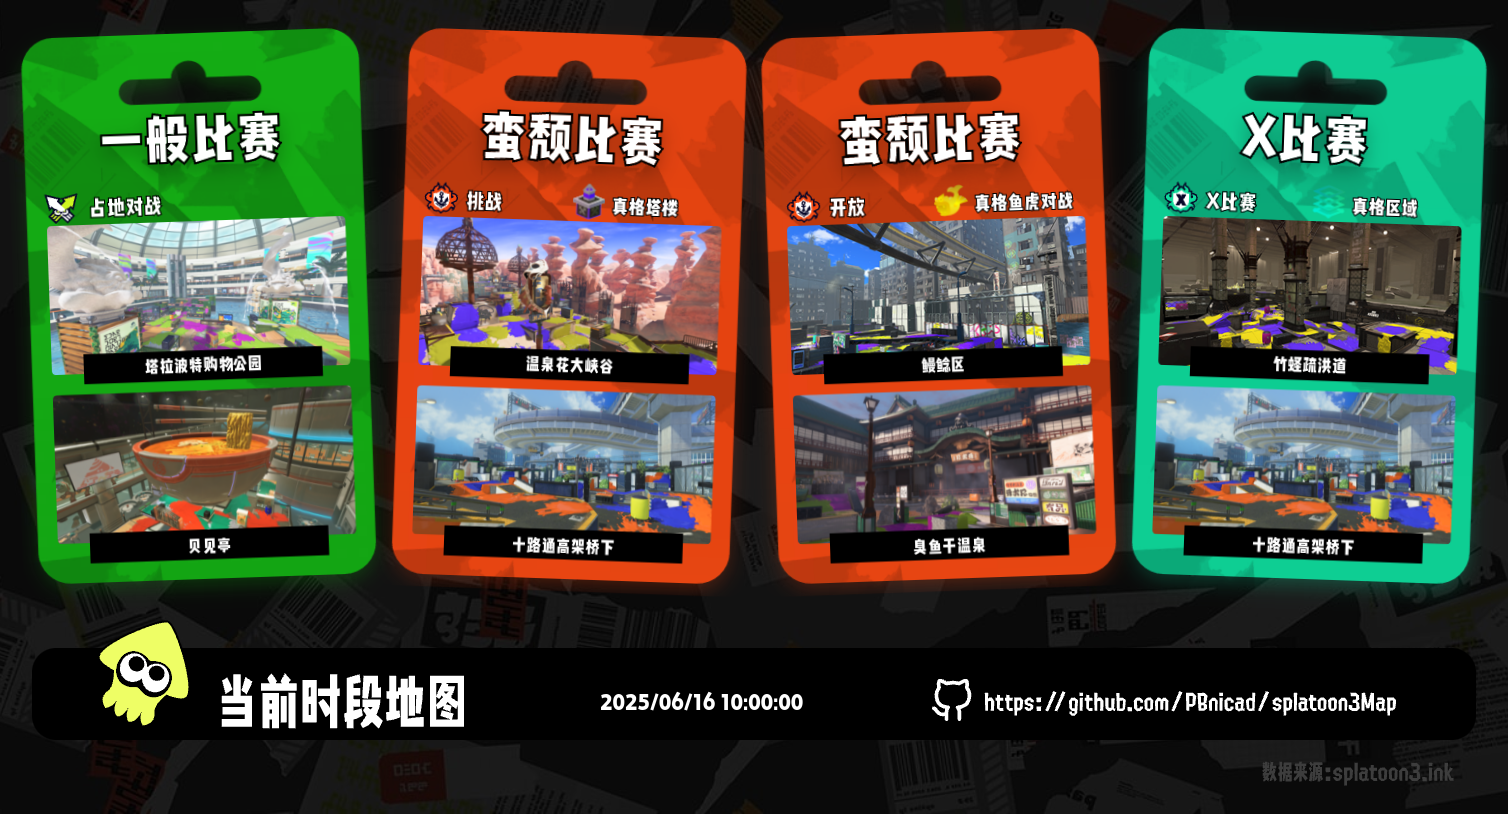 一般比赛
占地对战
塔拉波特购物公园
贝见亭
蛮颓比赛
挑战
真格塔楼
温泉花大峡谷
十路通高架桥下
蛮颓比赛
开放
真格鱼虎对战
鳗鲶区
臭鱼干温泉
X比赛
X比赛
真格区域
竹蛏疏洪道
十路通高架桥下
当前时段地图
2025/06/16 10:00:00
https://github.com/PBnicad/splatoon3Map
数据来源:splatoon3.ink